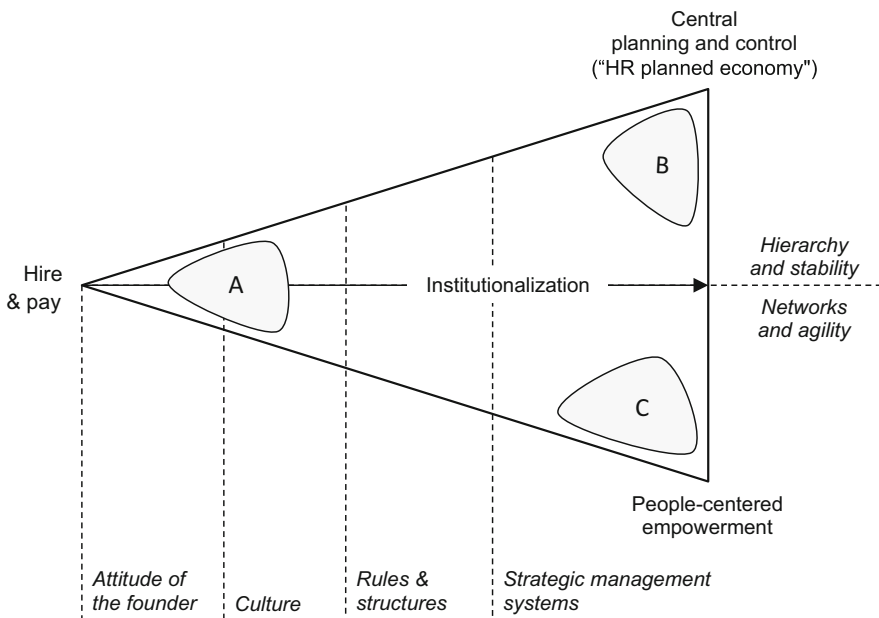 Central
planning and control
(“HR planned economy")
B
Hierarchy
and stability
Hire
& pay
A
Institutionalization
Networks
and agility
C
People-centered
empowerment
Attitude of
the founder
Culture
Rules &
structures
Strategic management
systems